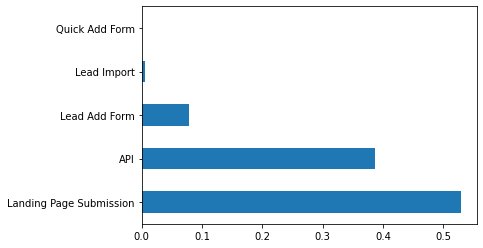 Quick Add Form
Lead Import
Lead Add Form
API
Landing Page Submission
0.0 0.1 0.2 0.3 0.4 0.5